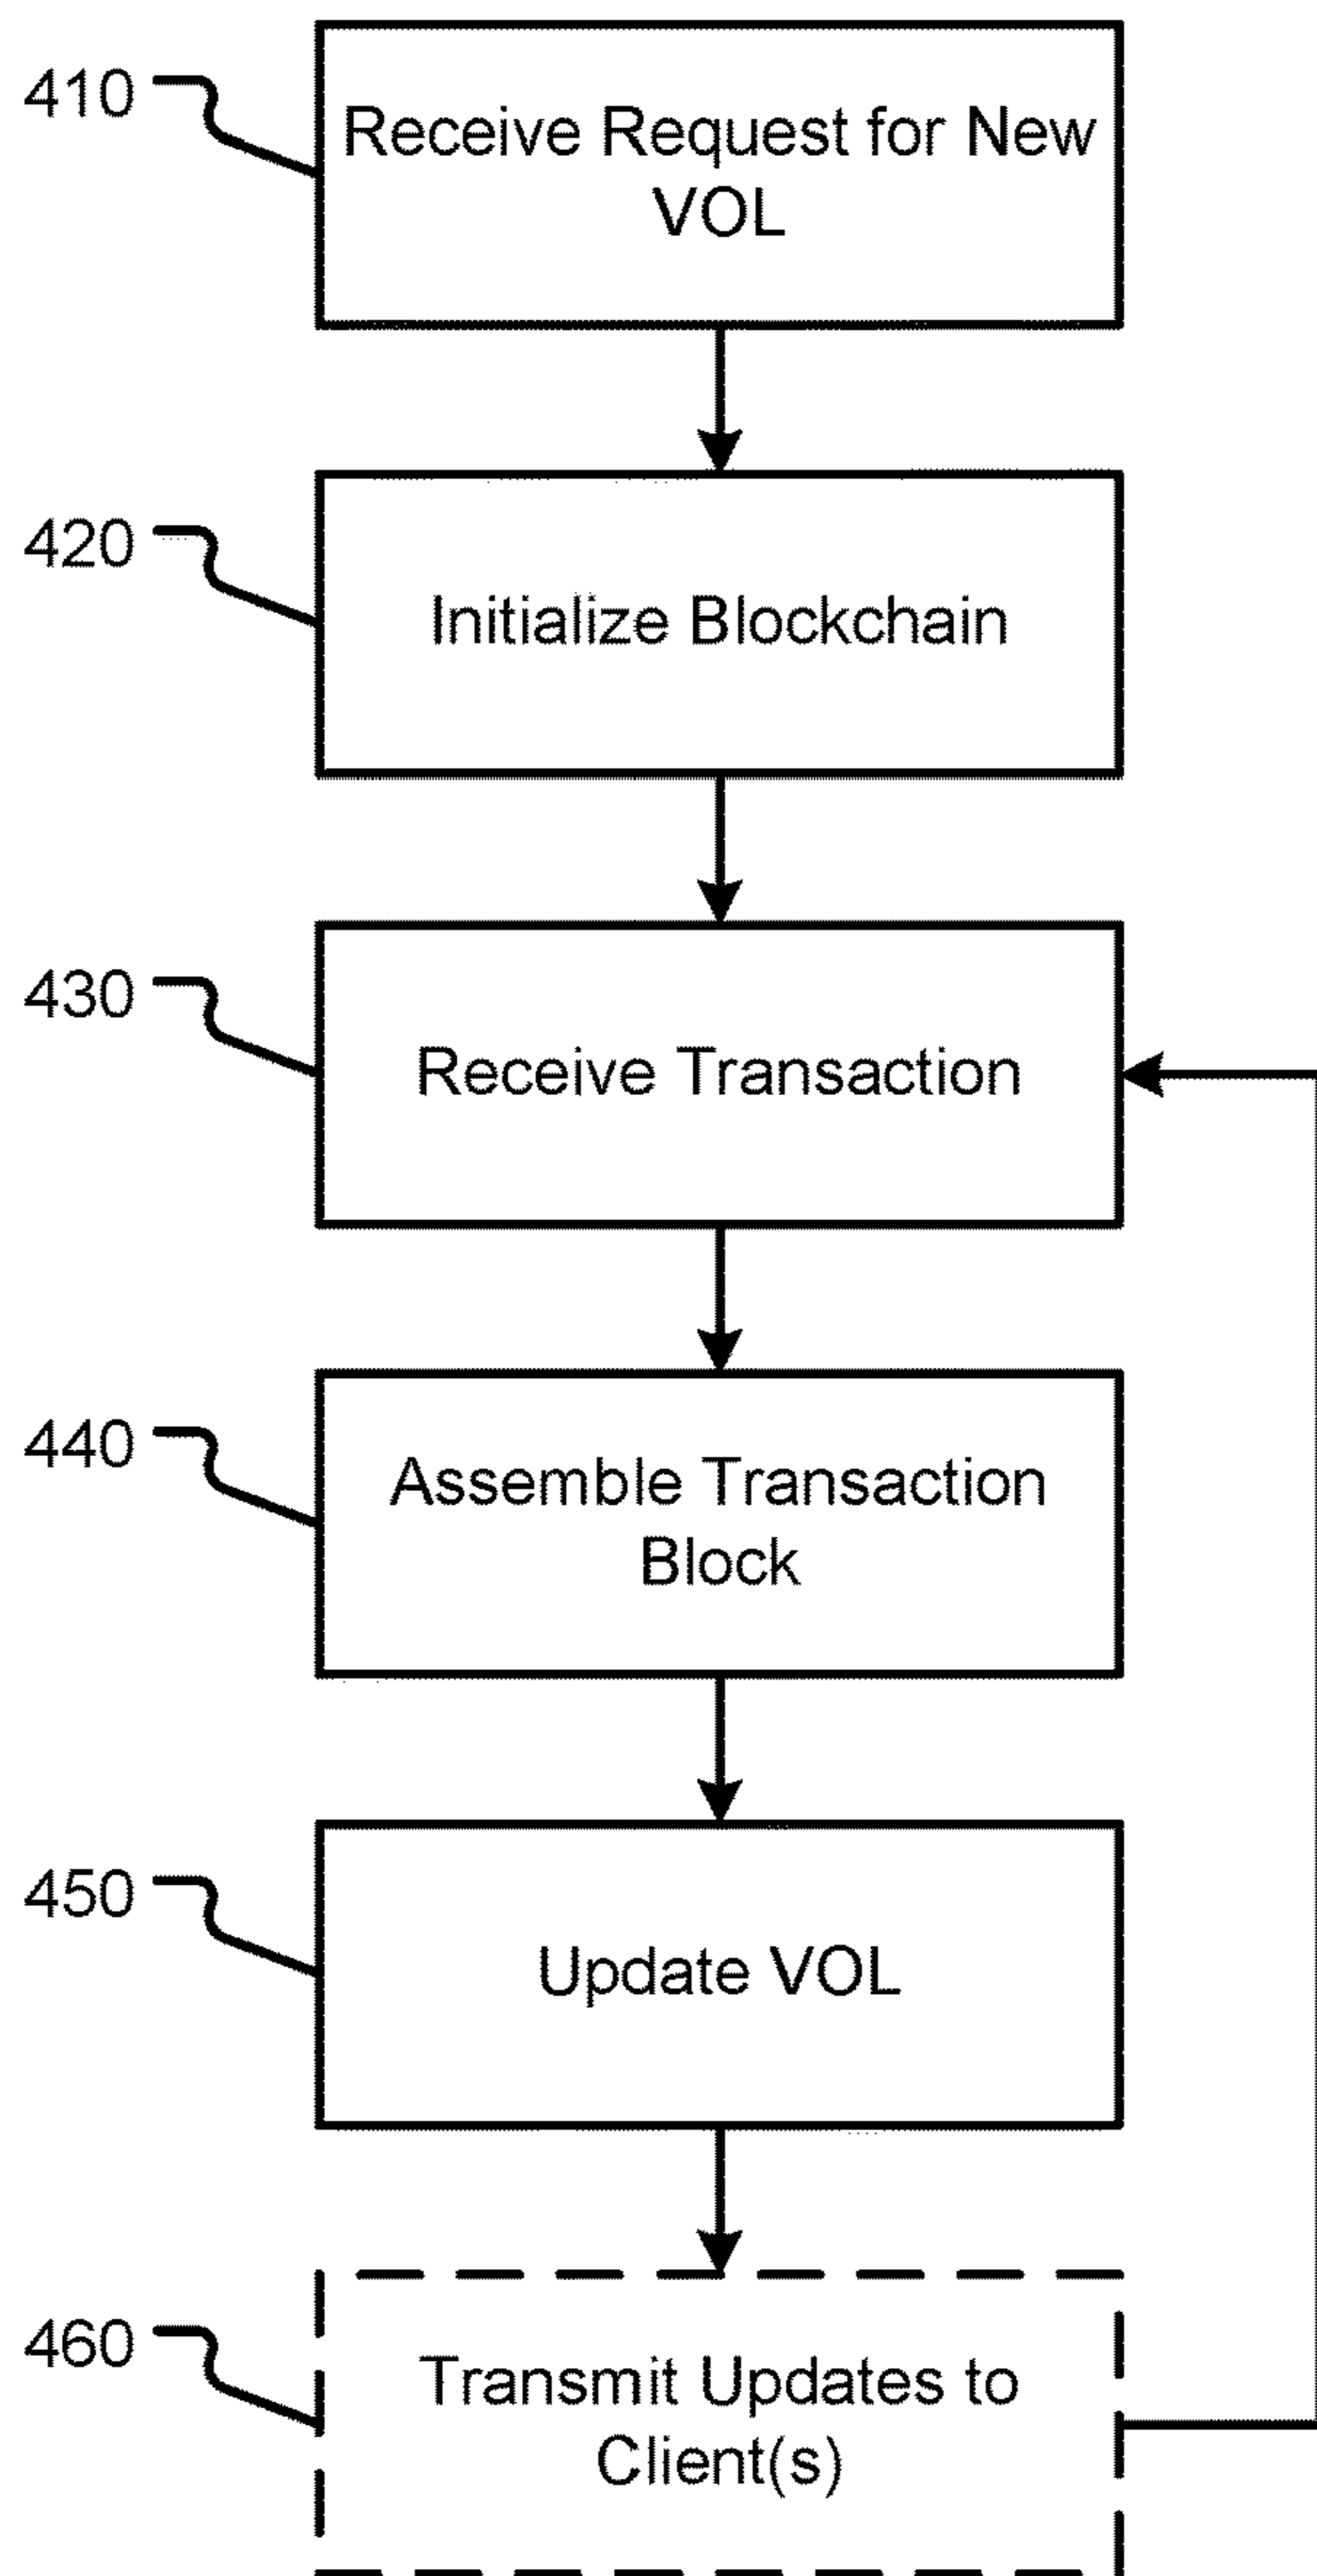 410
Receive Request for New
VOL
420
Initialize Blockchain
430
Receive Transaction
440
Assemble Transaction
Block
450
Update VOL
460
Transmit Updates to
Client(s)